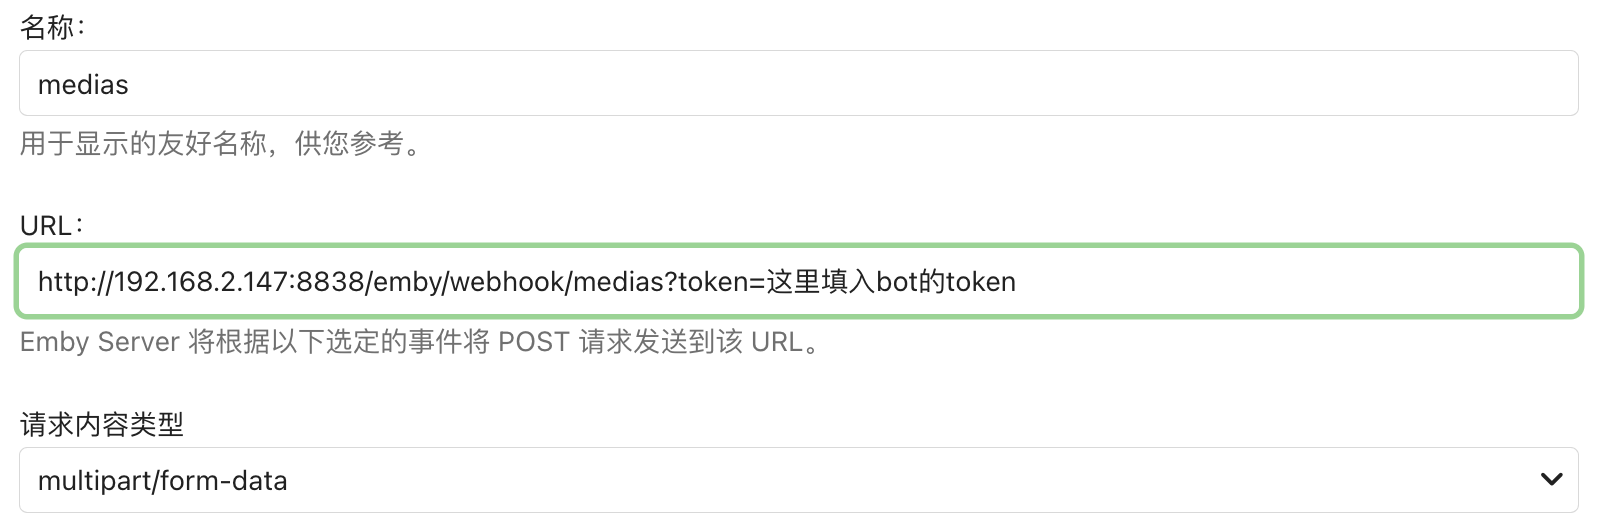 名称：
medias
用于显示的友好名称，供您参考。
URL：
http://192.168.2.147:8838/emby/webhook/medias?token=这里填入bot的token
Emby Server 将根据以下选定的事件将 POST 请求发送到该 URL。
请求内容类型
multipart/form-data